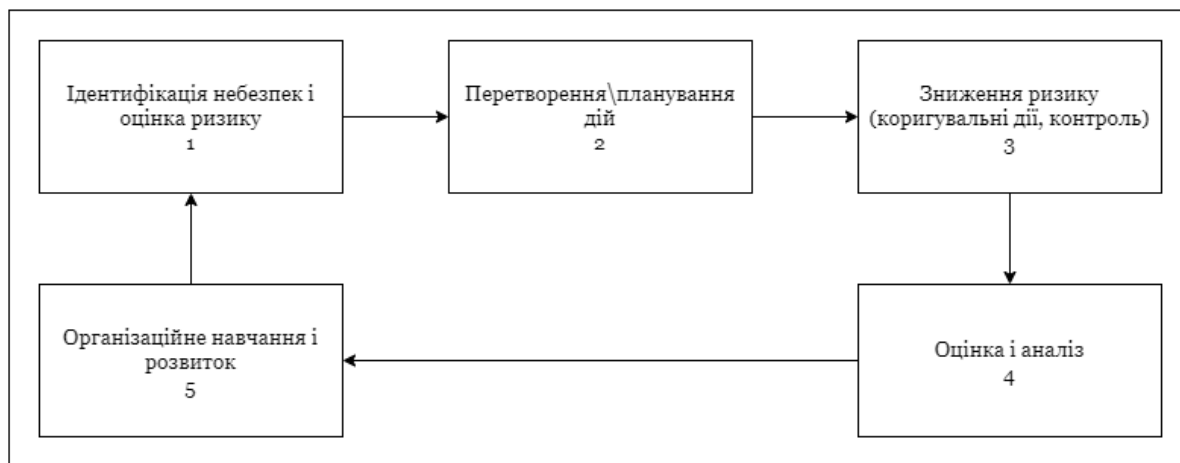 Ідентифікація небезпек і
оцінка ризику
1
Перетворення\планування
дій
2
Зниження ризику
(коригувальні дії, контроль)
3
Організаційне навчання і
розвиток
5
Оцінка і аналіз
4